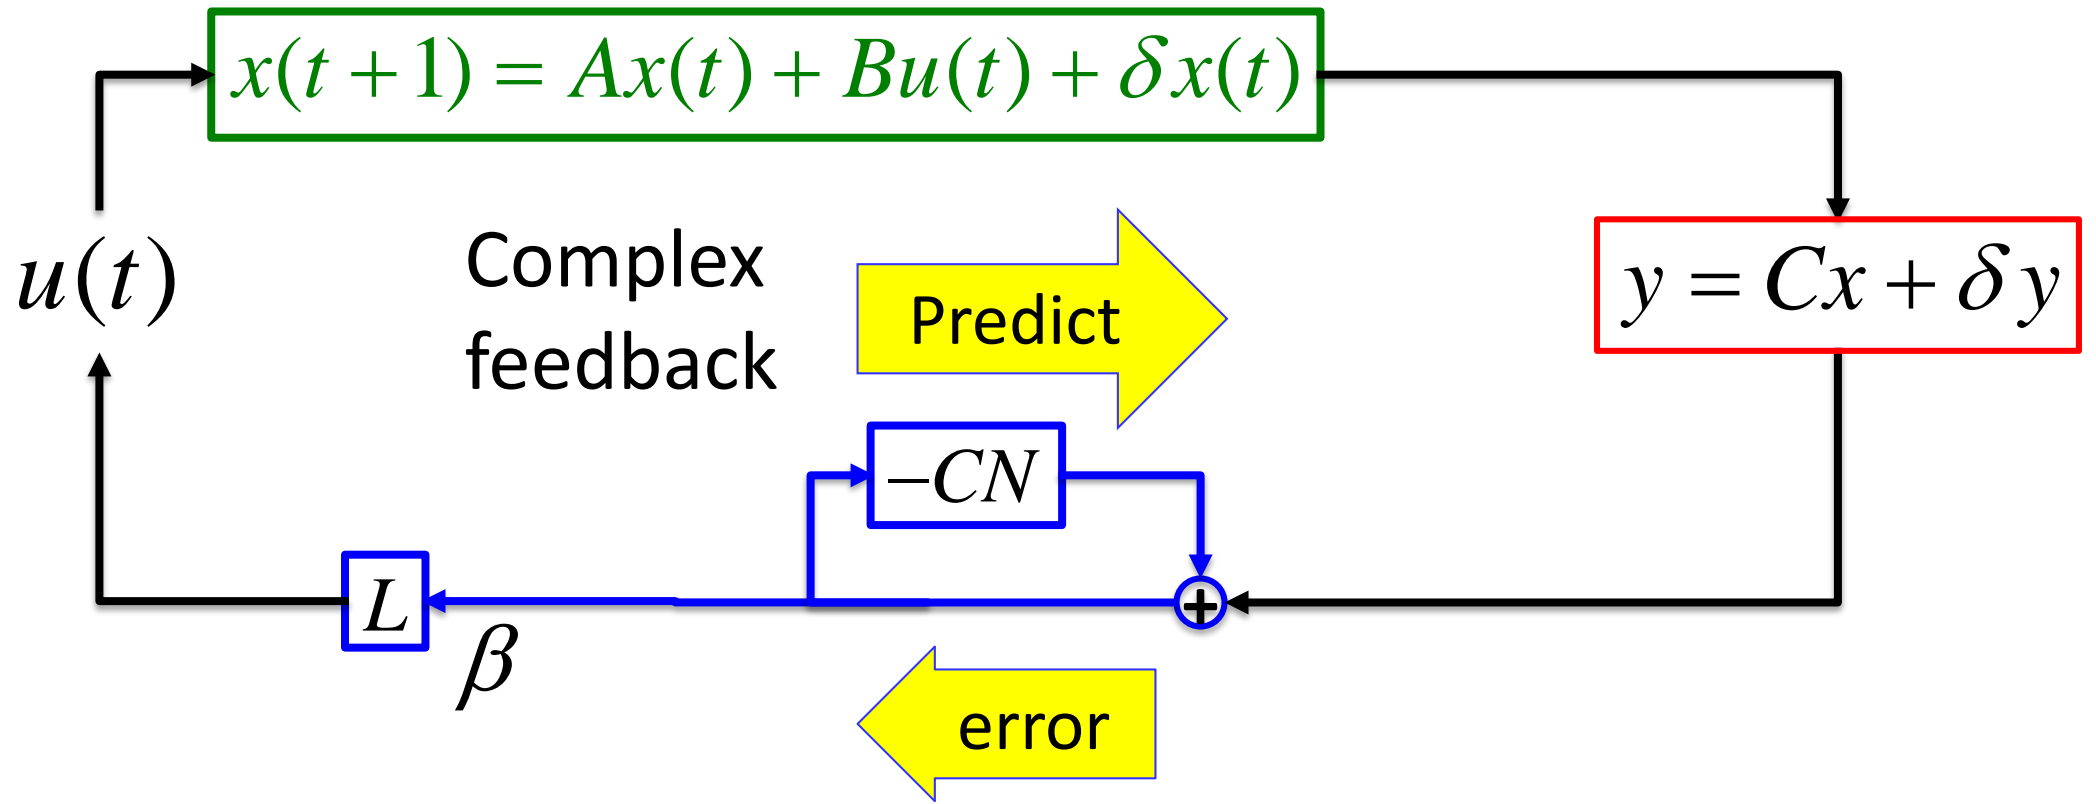 x(t+1) = Ax(t) + Bu(t) + δx(t)
u(t)
Complex
feedback
Predict
y = Cx + δy
−CN
L
β
+
error